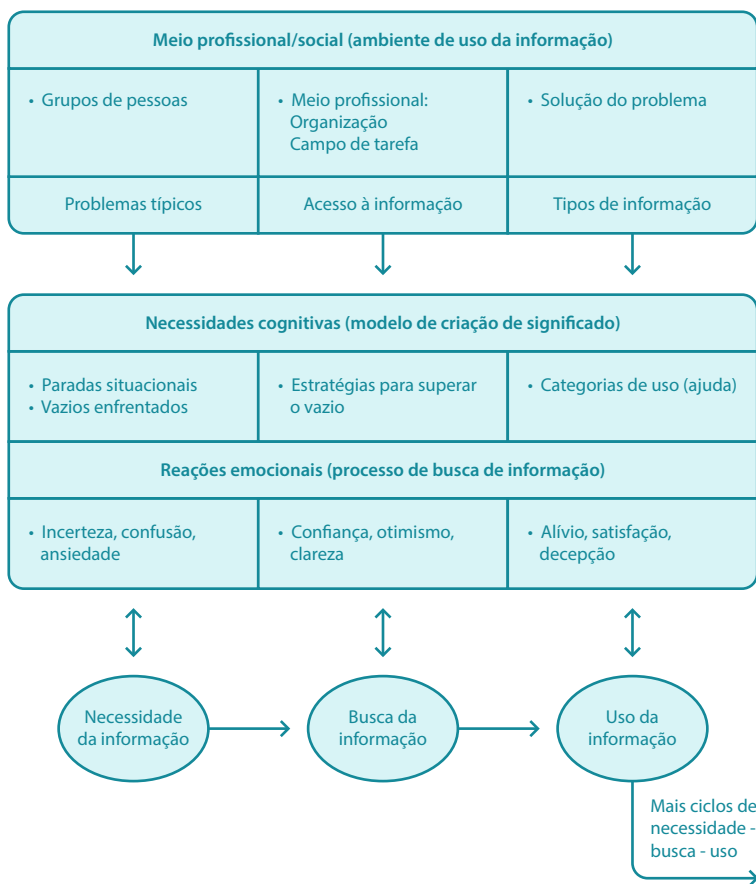 Meio profissional/social (ambiente de uso da informação)
• Grupos de pessoas
• Meio profissional:
Organização
Campo de tarefa
• Solução do problema
Problemas típicos
Acesso à informação
Tipos de informação
Necessidades cognitivas (modelo de criação de significado)
• Paradas situacionais
• Vazios enfrentados
• Estratégias para superar
o vazio
• Categorias de uso (ajuda)
Reações emocionais (processo de busca de informação)
• Incerteza, confusão,
ansiedade
• Confiança, otimismo,
clareza
• Alívio, satisfação,
decepção
Necessidade
da informação
Busca da
informação
Uso da
informação
Mais ciclos de
necessidade -
busca - uso